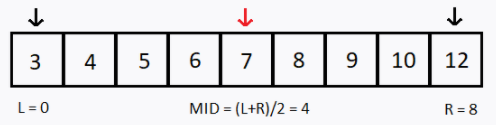 3 4 5 6 7 8 9 10 12
L = 0 MID = (L+R)/2 = 4 R = 8